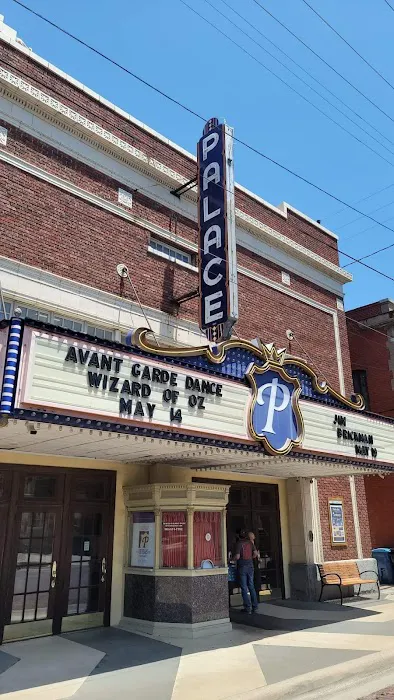 PALACE
AVANT GARDE DANCE
WIZARD OF OZ
MAY 14
P
JIM
BRICKMAN
MAY 10